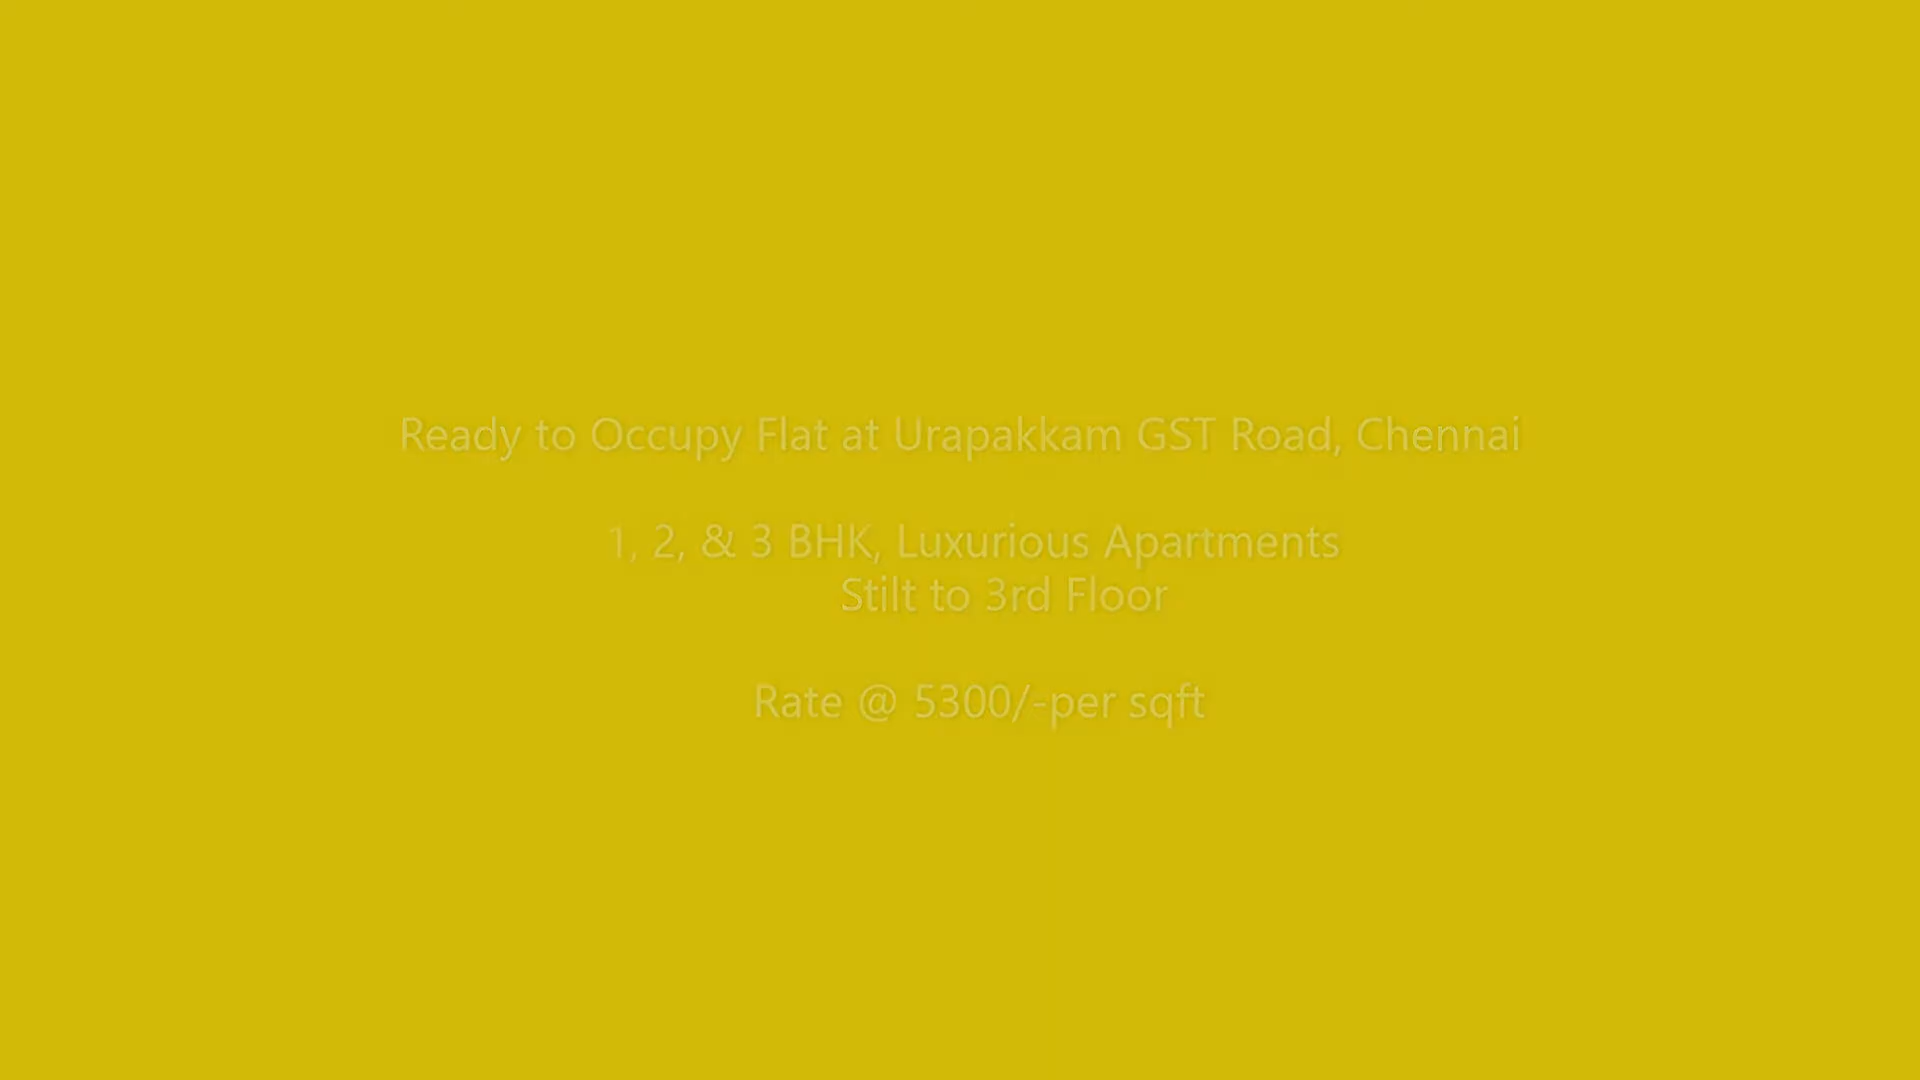 Ready to Occupy Flat at Urapakkam GST Road, Chennai
1, 2, & 3 BHK, Luxurious Apartments
Stilt to 3rd Floor
Rate @ 5300/-per sqft